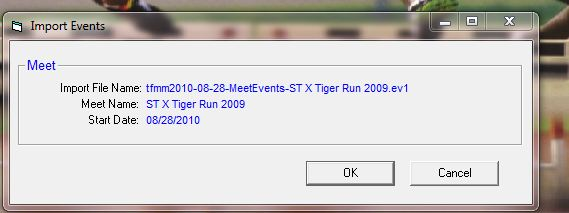 Import Events
Meet
Import File Name: tfmm2010-08-28-MeetEvents-ST X Tiger Run 2009.ev1
Meet Name: ST X Tiger Run 2009
Start Date: 08/28/2010
OK Cancel